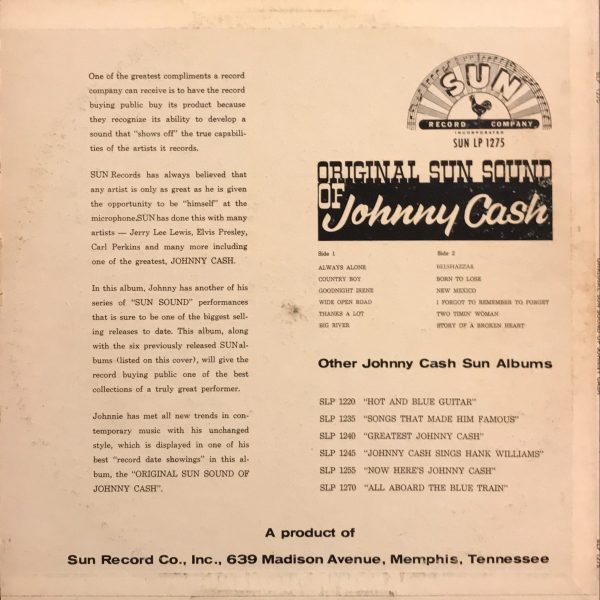 One of the greatest compliments a record
company can receive is to have the record
buying public buy its product because
they recognize its ability to develop a
sound that "shows off" the true capabili-
ties of the artists it records.
SUN Records has always believed that
any artist is only as great as he is given
the opportunity to be "himself" at the
microphone.SUN has done this with many
artists — Jerry Lee Lewis, Elvis Presley,
Carl Perkins and many more including
one of the greatest, JOHNNY CASH.
In this album, Johnny has another of his
series of "SUN SOUND" performances
that is sure to be one of the biggest sell-
ing releases to date. This album, along
with the six previously released SUN al-
bums (listed on this cover), will give the
record buying public one of the best
collections of a truly great performer.
Johnnie has met all new trends in con-
temporary music with his unchanged
style, which is displayed in one of his
best "record date showings" in this al-
bum, the "ORIGINAL SUN SOUND OF
JOHNNY CASH".
SUN
RECORD COMPANY
INCORPORATED
SUN LP 1275
ORIGINAL SUN SOUND
OF Johnny Cash
Side 1
ALWAYS ALONE
COUNTRY BOY
GOODNIGHT IRENE
WIDE OPEN ROAD
THANKS A LOT
BIG RIVER
Side 2
BELSHAZZAR
BORN TO LOSE
NEW MEXICO
I FORGOT TO REMEMBER TO FORGET
TWO TIMIN' WOMAN
STORY OF A BROKEN HEART
Other Johnny Cash Sun Albums
SLP 1220 "HOT AND BLUE GUITAR"
SLP 1235 "SONGS THAT MADE HIM FAMOUS"
SLP 1240 "GREATEST JOHNNY CASH"
SLP 1245 "JOHNNY CASH SINGS HANK WILLIAMS"
SLP 1255 "NOW HERE'S JOHNNY CASH"
SLP 1270 "ALL ABOARD THE BLUE TRAIN"
A product of
Sun Record Co., Inc., 639 Madison Avenue, Memphis, Tennessee